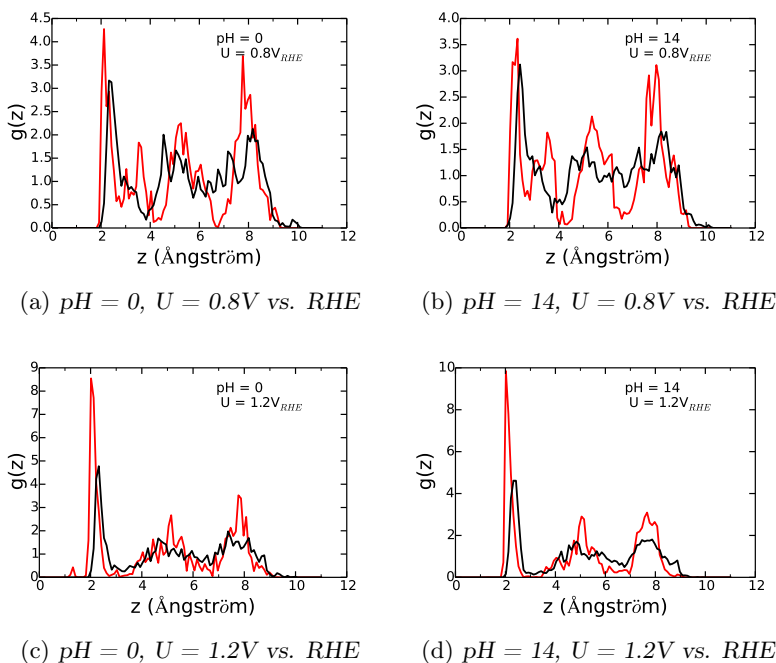 4.5
4.0
3.5
3.0
2.5
2.0
1.5
1.0
0.5
0.0
0 2 4 6 8 10 12
g(z)
z (Ångström)
pH = 0
U = 0.8V_RHE
(a) pH = 0, U = 0.8V vs. RHE
4.0
3.5
3.0
2.5
2.0
1.5
1.0
0.5
0.0
0 2 4 6 8 10 12
g(z)
z (Ångström)
pH = 14
U = 0.8V_RHE
(b) pH = 14, U = 0.8V vs. RHE
9
8
7
6
5
4
3
2
1
0
0 2 4 6 8 10 12
g(z)
z (Ångström)
pH = 0
U = 1.2V_RHE
(c) pH = 0, U = 1.2V vs. RHE
10
8
6
4
2
0
0 2 4 6 8 10 12
g(z)
z (Ångström)
pH = 14
U = 1.2V_RHE
(d) pH = 14, U = 1.2V vs. RHE